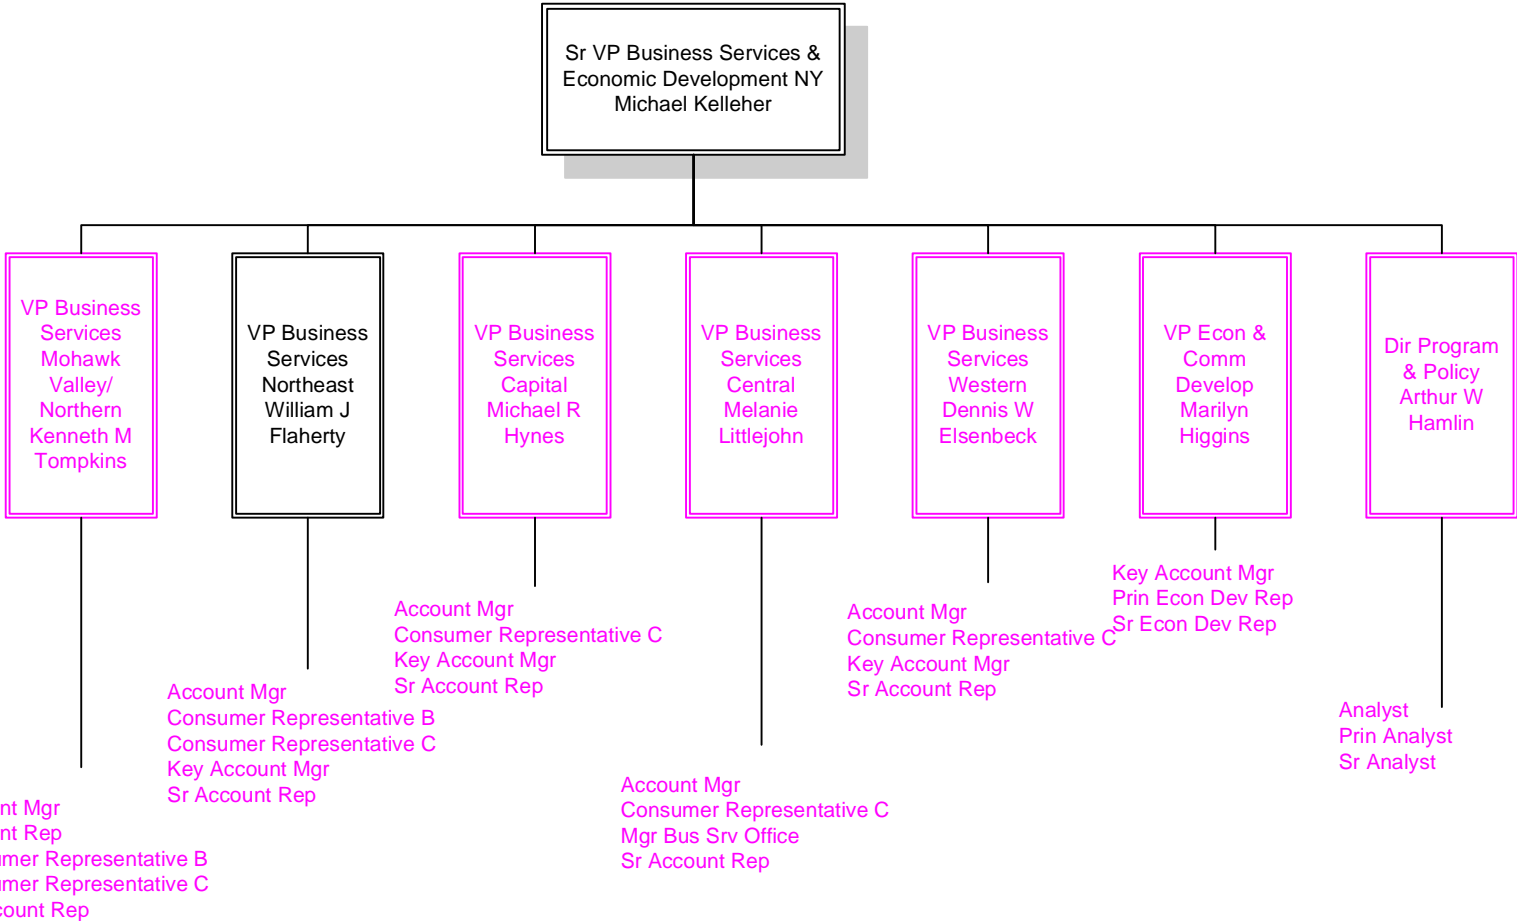 Sr VP Business Services &
Economic Development NY
Michael Kelleher
VP Business
Services
Mohawk
Valley/
Northern
Kenneth M
Tompkins
VP Business
Services
Northeast
William J
Flaherty
VP Business
Services
Capital
Michael R
Hynes
VP Business
Services
Central
Melanie
Littlejohn
VP Business
Services
Western
Dennis W
Elsenbeck
VP Econ &
Comm
Develop
Marilyn
Higgins
Dir Program
& Policy
Arthur W
Hamlin
Mgr
Rep
Representative B
Representative C
Rep
Account Mgr
Consumer Representative B
Consumer Representative C
Key Account Mgr
Sr Account Rep
Account Mgr
Consumer Representative C
Key Account Mgr
Sr Account Rep
Account Mgr
Consumer Representative C
Mgr Bus Srv Office
Sr Account Rep
Account Mgr
Consumer Representative C
Key Account Mgr
Sr Account Rep
Key Account Mgr
Prin Econ Dev Rep
Sr Econ Dev Rep
Analyst
Prin Analyst
Sr Analyst